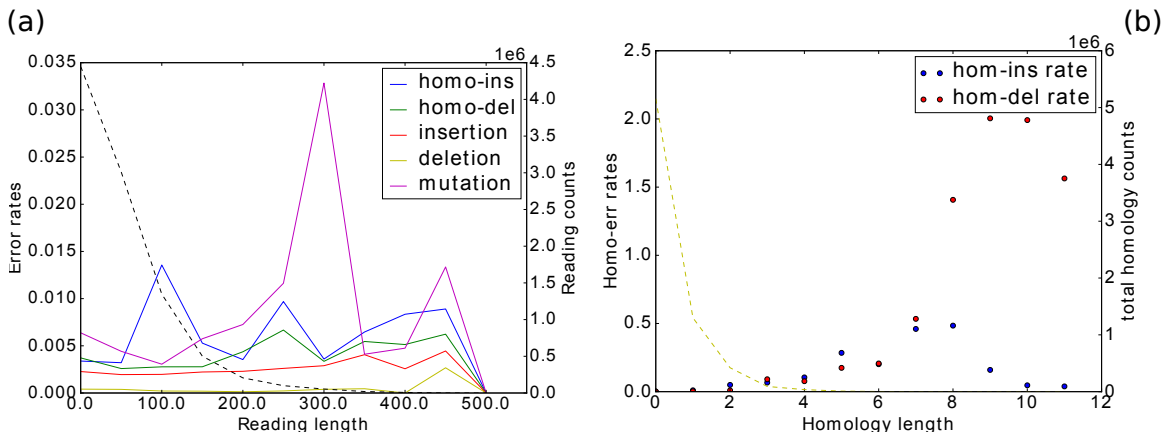 (a)
1e6
0.035
0.030
0.025
0.020
0.015
0.010
0.005
0.000
Error rates
0.0
100.0
200.0
300.0
400.0
500.0
Reading length
4.5
4.0
3.5
3.0
2.5
2.0
1.5
1.0
0.5
0.0
Reading counts
homo-ins
homo-del
insertion
deletion
mutation
(b)
1e6
2.5
2.0
1.5
1.0
0.5
0.0
Homo-err rates
0
2
4
6
8
10
12
Homology length
6
5
4
3
2
1
0
total homology counts
hom-ins rate
hom-del rate